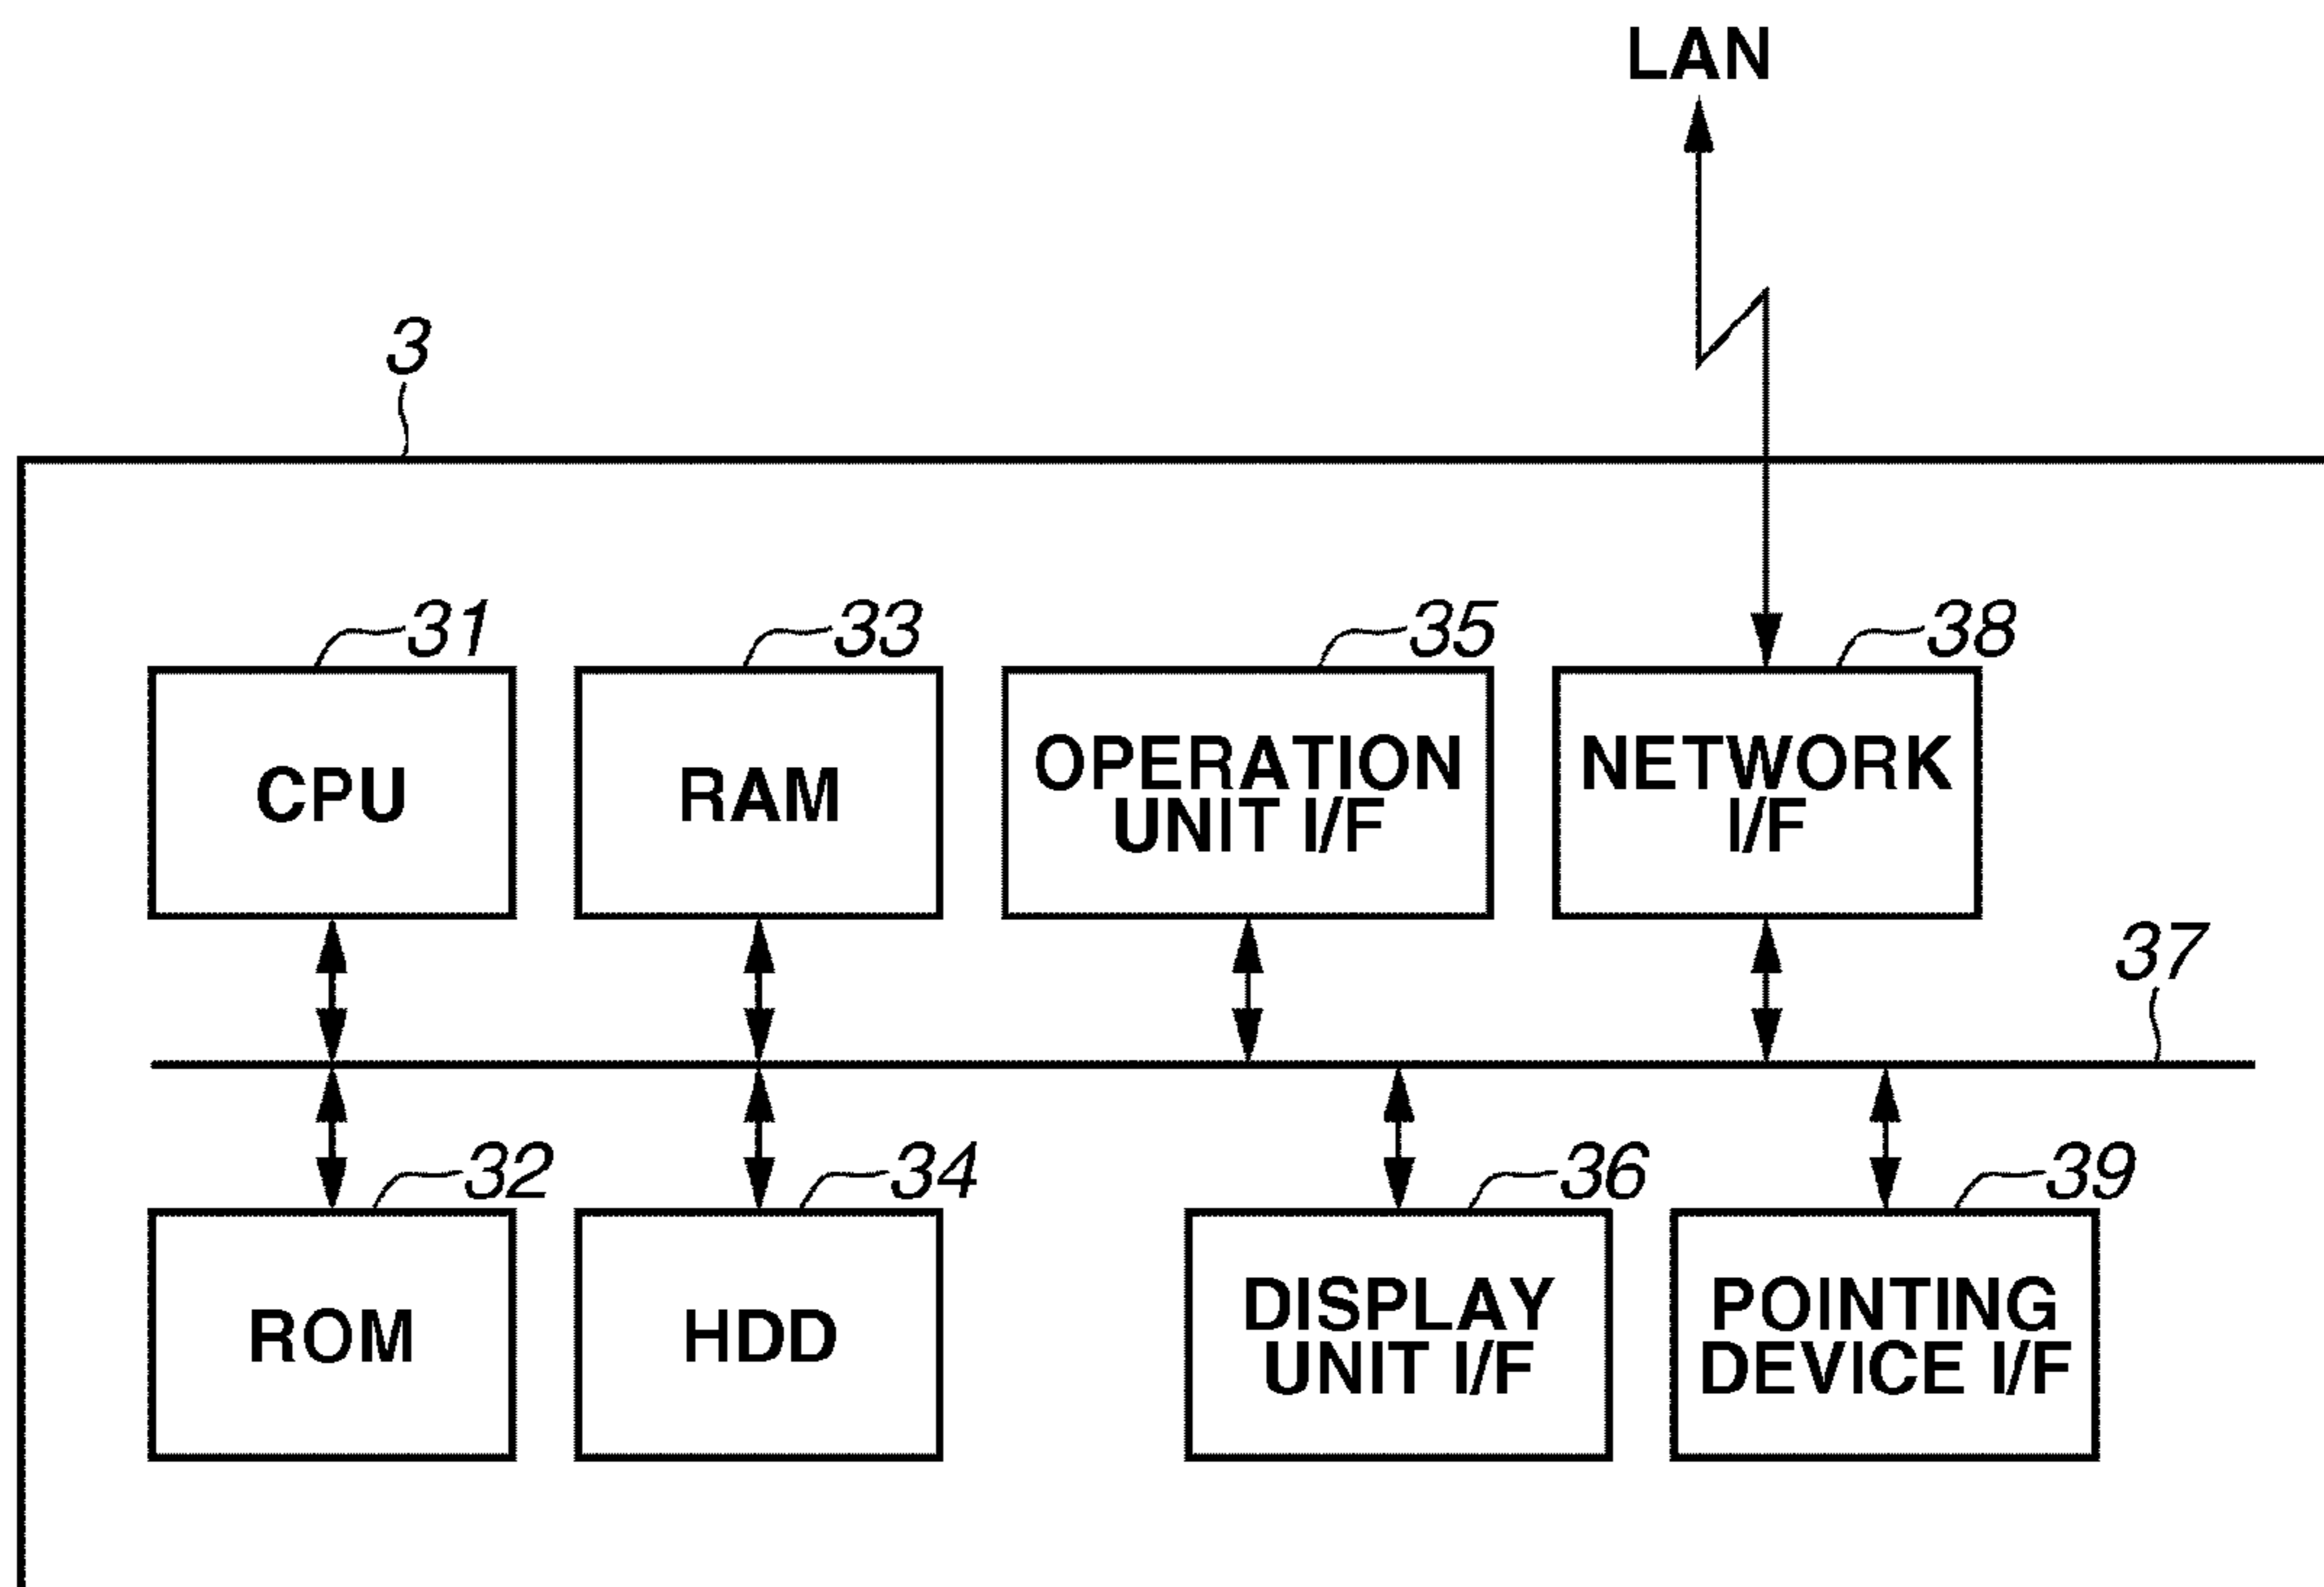 LAN
3
31
33
35
38
CPU
RAM
OPERATION
UNIT I/F
NETWORK
I/F
37
32
34
36
39
ROM
HDD
DISPLAY
UNIT I/F
POINTING
DEVICE I/F